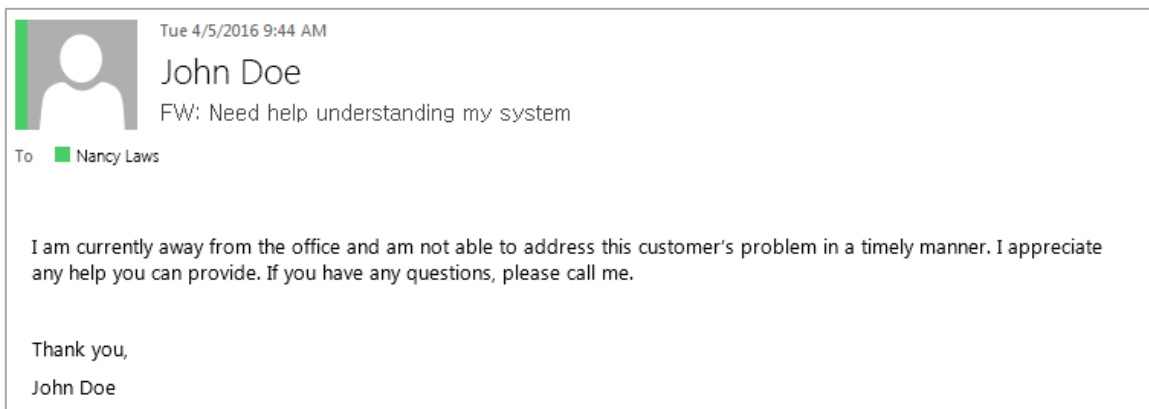 Tue 4/5/2016 9:44 AM
John Doe
FW: Need help understanding my system
To Nancy Laws
I am currently away from the office and am not able to address this customer's problem in a timely manner. I appreciate
any help you can provide. If you have any questions, please call me.
Thank you,
John Doe